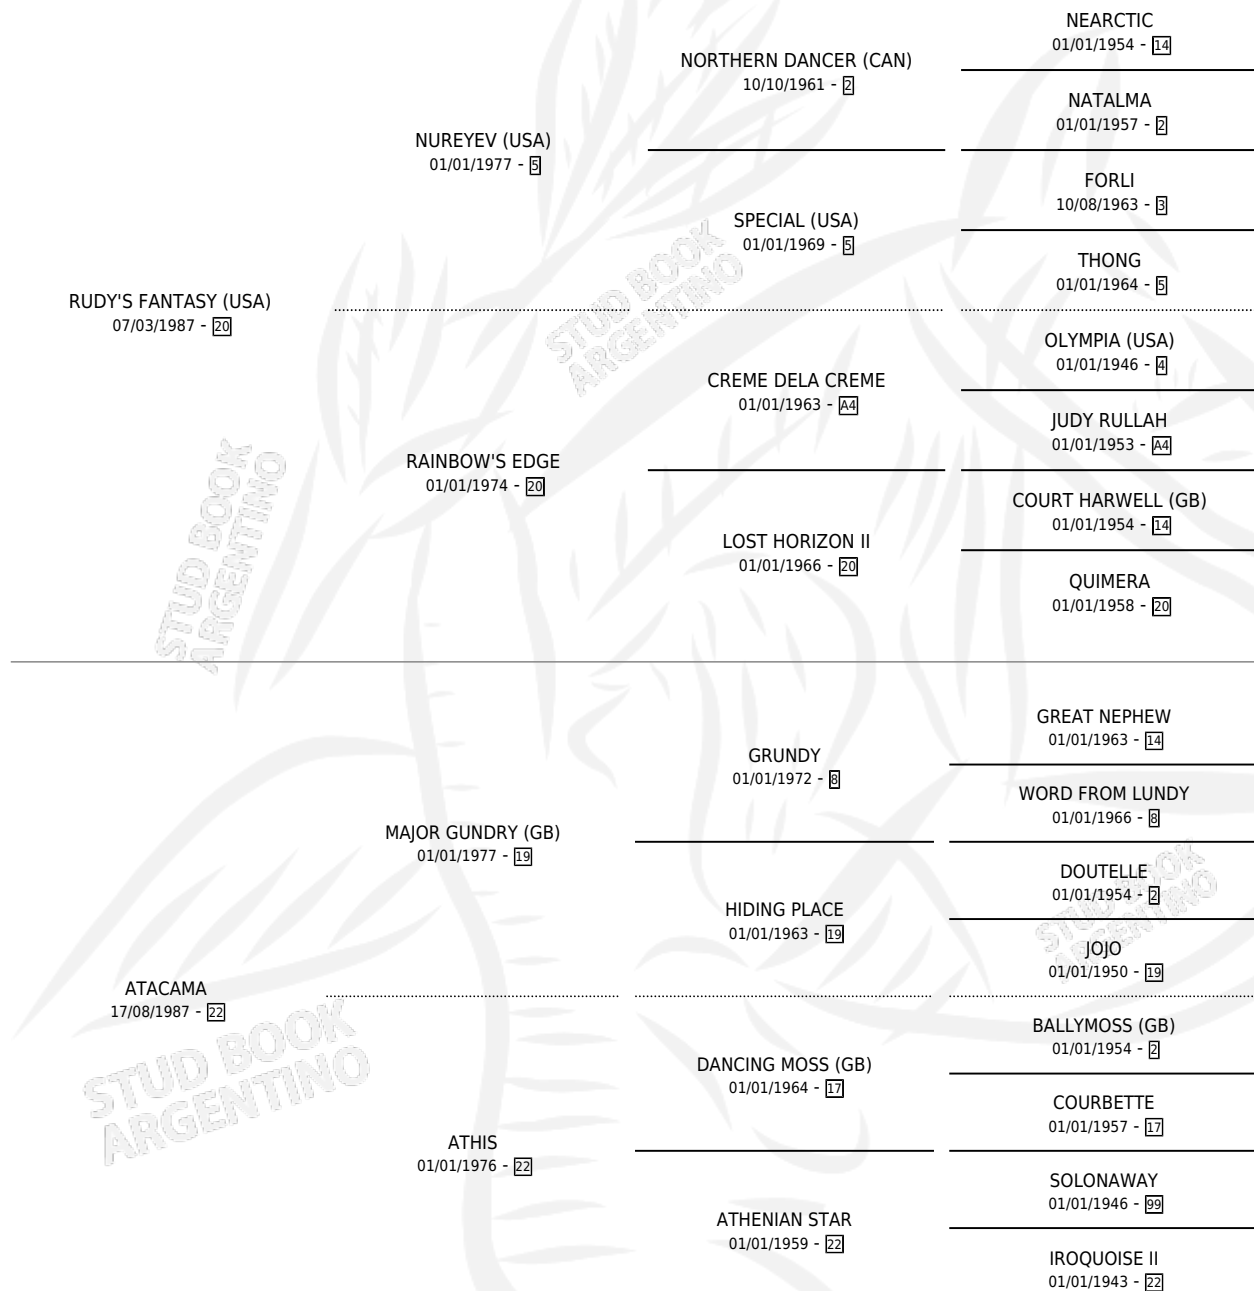 NEARCTIC
01/01/1954 - 14
NORTHERN DANCER (CAN)
10/10/1961 - 2
NATALMA
01/01/1957 - 2
NUREYEV (USA)
01/01/1977 - 5
FORLI
10/08/1963 - 3
SPECIAL (USA)
01/01/1969 - 5
THONG
01/01/1964 - 5
RUDY'S FANTASY (USA)
07/03/1987 - 20
OLYMPIA (USA)
01/01/1946 - 4
CREME DELA CREME
01/01/1963 - A4
JUDY RULLAH
01/01/1953 - A4
RAINBOW'S EDGE
01/01/1974 - 20
COURT HARWELL (GB)
01/01/1954 - 14
LOST HORIZON II
01/01/1966 - 20
QUIMERA
01/01/1958 - 20
GREAT NEPHEW
01/01/1963 - 14
GRUNDY
01/01/1972 - 8
WORD FROM LUNDY
01/01/1966 - 8
MAJOR GUNDRY (GB)
01/01/1977 - 19
DOUTELLE
01/01/1954 - 2
HIDING PLACE
01/01/1963 - 19
JOJO
01/01/1950 - 19
ATACAMA
17/08/1987 - 22
BALLYMOSS (GB)
01/01/1954 - 2
DANCING MOSS (GB)
01/01/1964 - 17
COURBETTE
01/01/1957 - 17
ATHIS
01/01/1976 - 22
SOLONAWAY
01/01/1946 - 99
ATHENIAN STAR
01/01/1959 - 22
IROQUOISE II
01/01/1943 - 22
STUD BOOK
ARGENTINO
STUD BOOK
ARGENTINO
STUD BOOK
ARGENTINO
STUD BOOK
ARGENTINO